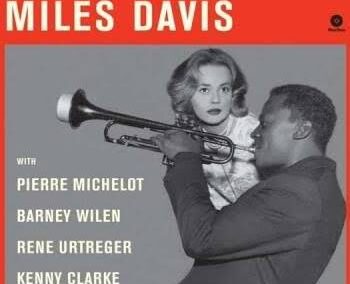 MILES DAVIS
WITH
PIERRE MICHELOT
BARNEY WILEN
RENE URTREGER
KENNY CLARKE